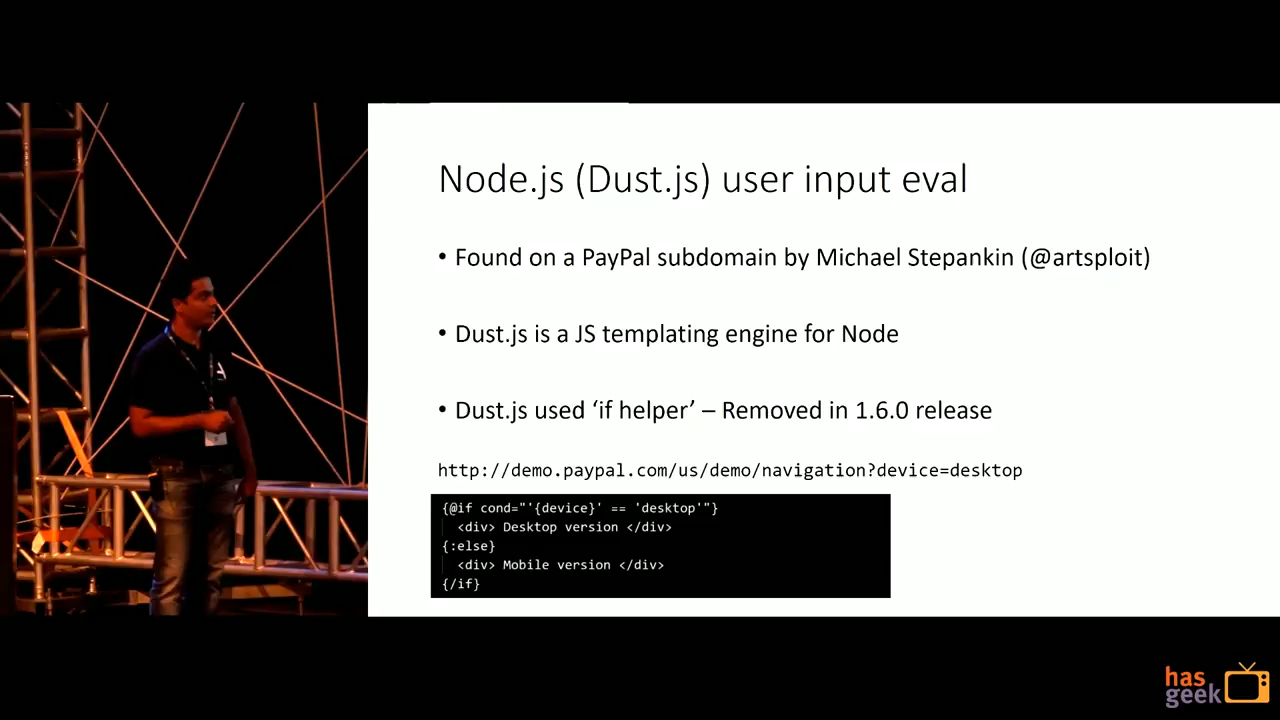 Node.js (Dust.js) user input eval
• Found on a PayPal subdomain by Michael Stepankin (@artsploit)
• Dust.js is a JS templating engine for Node
• Dust.js used ‘if helper’ – Removed in 1.6.0 release
http://demo.paypal.com/us/demo/navigation?device=desktop
{@if cond="'{device}' == 'desktop'"}
<div> Desktop version </div>
{:else}
<div> Mobile version </div>
{/if}
has
geek